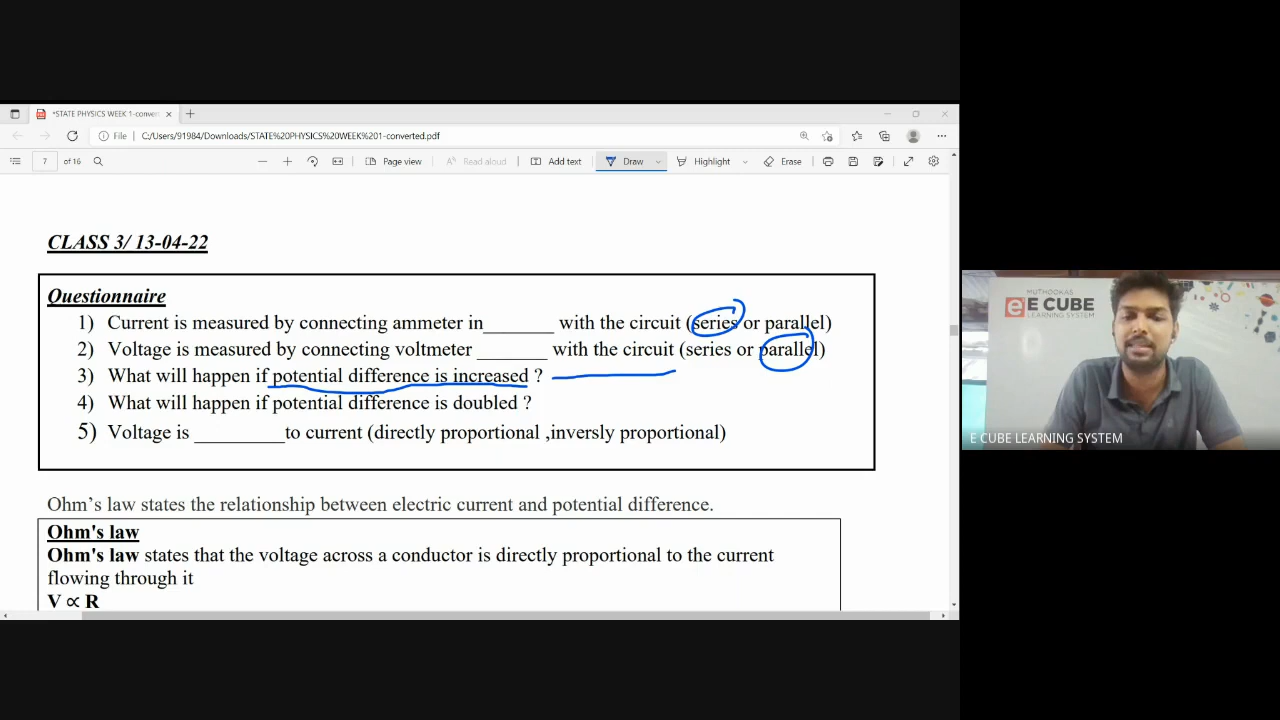 *STATE PHYSICS WEEK 1-conver
File C:/Users/91984/Downloads/STATE%20PHYSICS%20WEEK%201-converted.pdf
7 of 16 Page view Read aloud Add text Draw Highlight Erase
CLASS 3/ 13-04-22
Questionnaire
1) Current is measured by connecting ammeter in_______ with the circuit (series or parallel)
2) Voltage is measured by connecting voltmeter _______ with the circuit (series or parallel)
3) What will happen if potential difference is increased ?
4) What will happen if potential difference is doubled ?
5) Voltage is _________to current (directly proportional ,inversly proportional)
Ohm's law states the relationship between electric current and potential difference.
Ohm's law
Ohm's law states that the voltage across a conductor is directly proportional to the current
flowing through it
V ∝ R
MUTHOOKAS
e E CUBE
LEARNING SYSTEM
E CUBE LEARNING SYSTEM